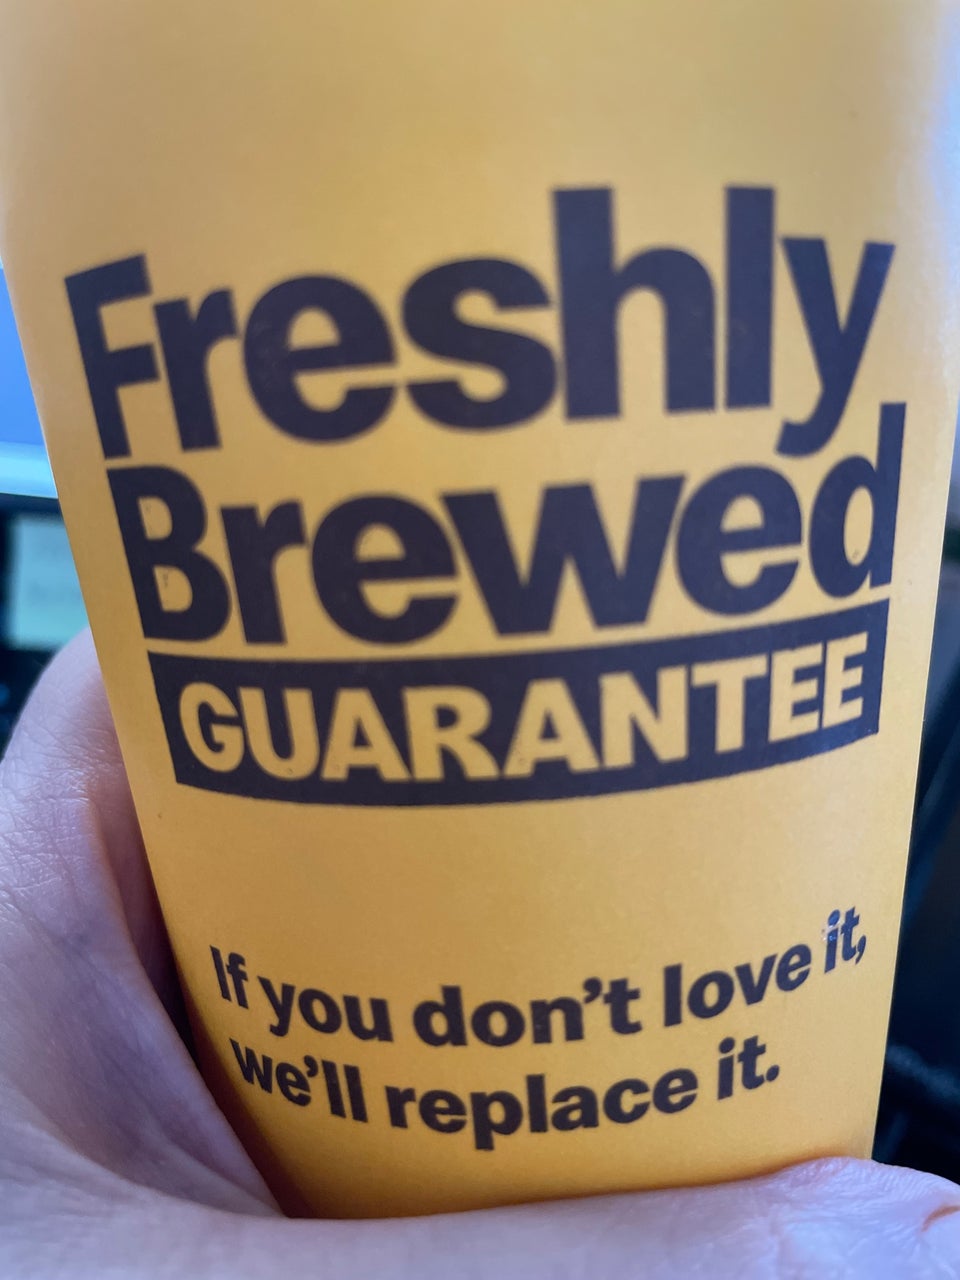 Freshly
Brewed
GUARANTEE
If you don't love it,
we'll replace it.